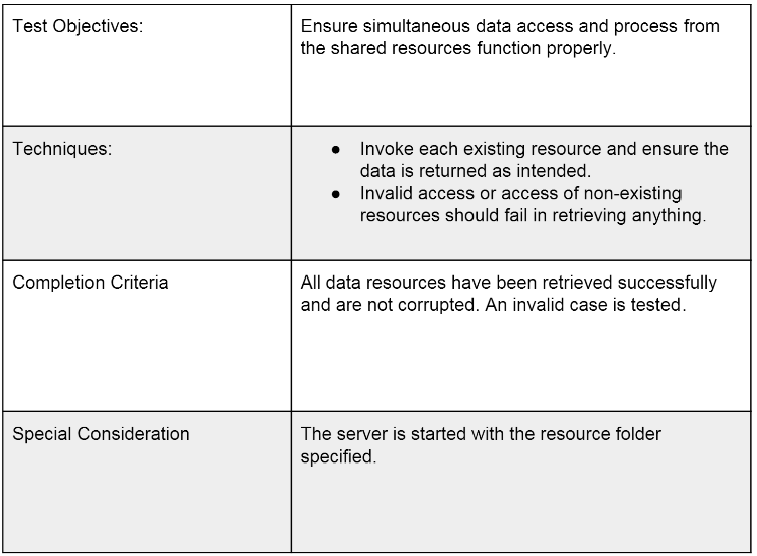 Test Objectives:
Ensure simultaneous data access and process from
the shared resources function properly.
Techniques:
● Invoke each existing resource and ensure the
data is returned as intended.
● Invalid access or access of non-existing
resources should fail in retrieving anything.
Completion Criteria
All data resources have been retrieved successfully
and are not corrupted. An invalid case is tested.
Special Consideration
The server is started with the resource folder
specified.